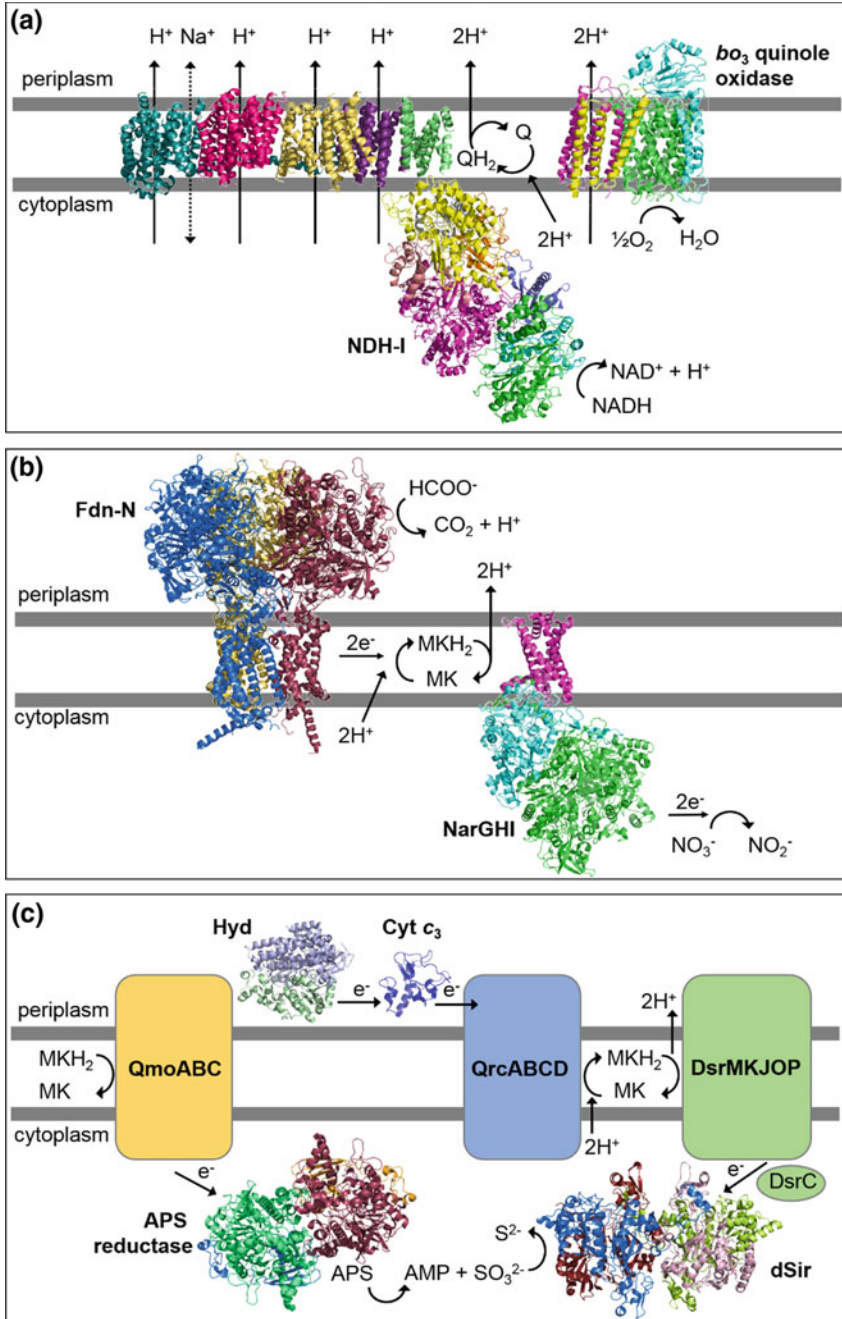 (a)
H⁺ Na⁺ H⁺ H⁺ H⁺ 2H⁺ 2H⁺
bo₃ quinole
oxidase
periplasm
Q
QH₂
cytoplasm
2H⁺
½O₂ H₂O
NDH-I
NAD⁺ + H⁺
NADH
(b)
Fdn-N
HCOO⁻
CO₂ + H⁺
2H⁺
periplasm
2e⁻
MKH₂
MK
cytoplasm
2H⁺
NarGHI
2e⁻
NO₃⁻ NO₂⁻
(c)
Hyd Cyt c₃
e⁻ e⁻
periplasm
2H⁺
MKH₂ QmoABC QrcABCD MKH₂ DsrMKJOP
MK MK
cytoplasm
2H⁺
e⁻ e⁻
DsrC
APS
reductase
S²⁻
APS AMP + SO₃²⁻
dSir